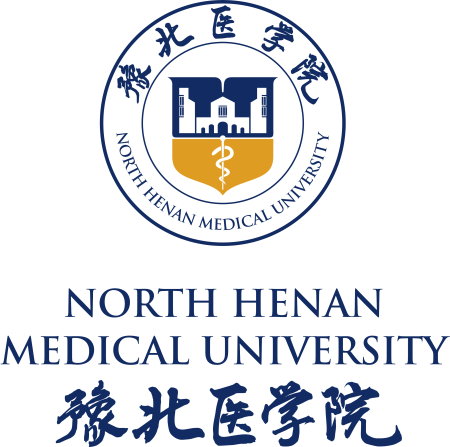 豫北医学院
NORTH HENAN MEDICAL UNIVERSITY
NORTH HENAN
MEDICAL UNIVERSITY
豫北医学院